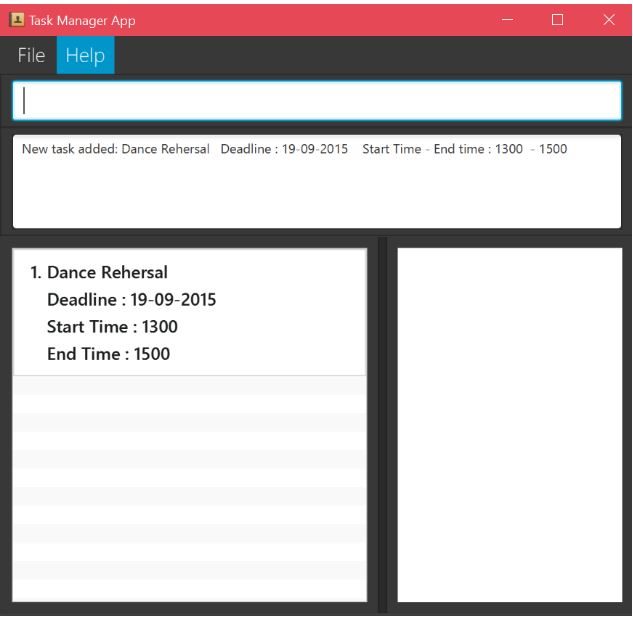 Task Manager App
File Help
New task added: Dance Rehersal Deadline : 19-09-2015 Start Time - End time : 1300 - 1500
1. Dance Rehersal
Deadline : 19-09-2015
Start Time : 1300
End Time : 1500